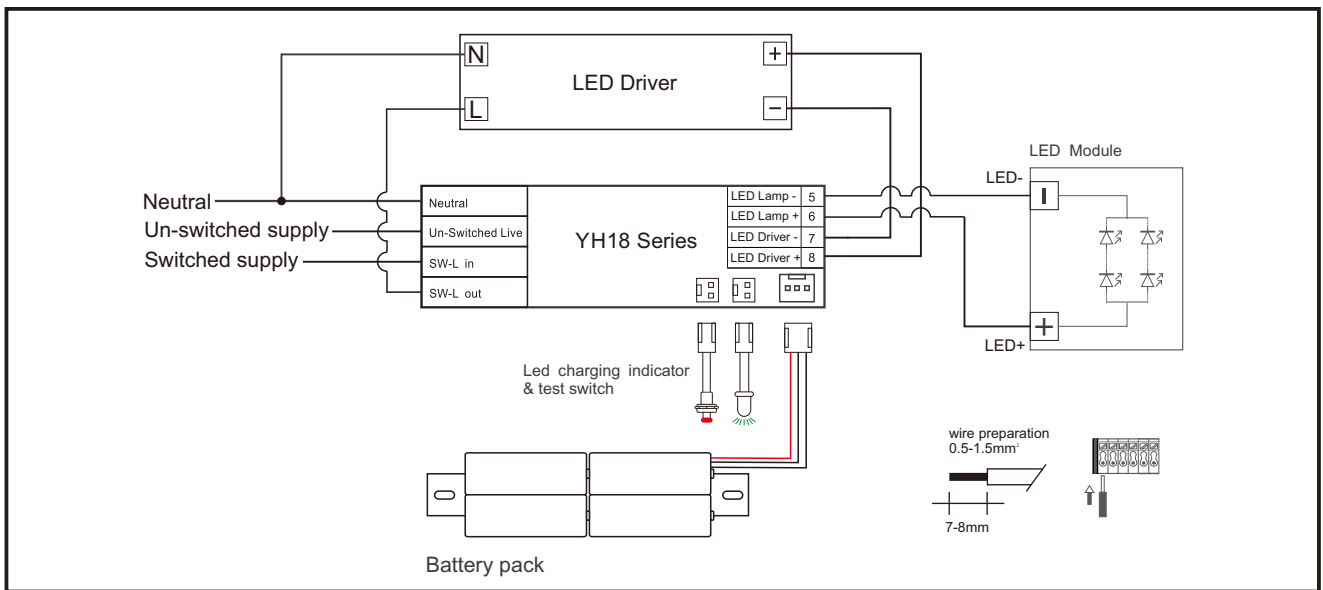 N
LED Driver
+
L
−
LED Module
LED-
Neutral
Un-switched supply
Switched supply
Neutral
Un-Switched Live
SW-L in
SW-L out
YH18 Series
LED Lamp - 5
LED Lamp + 6
LED Driver - 7
LED Driver + 8
+
LED+
Led charging indicator
& test switch
wire preparation
0.5-1.5mm²
7-8mm
Battery pack